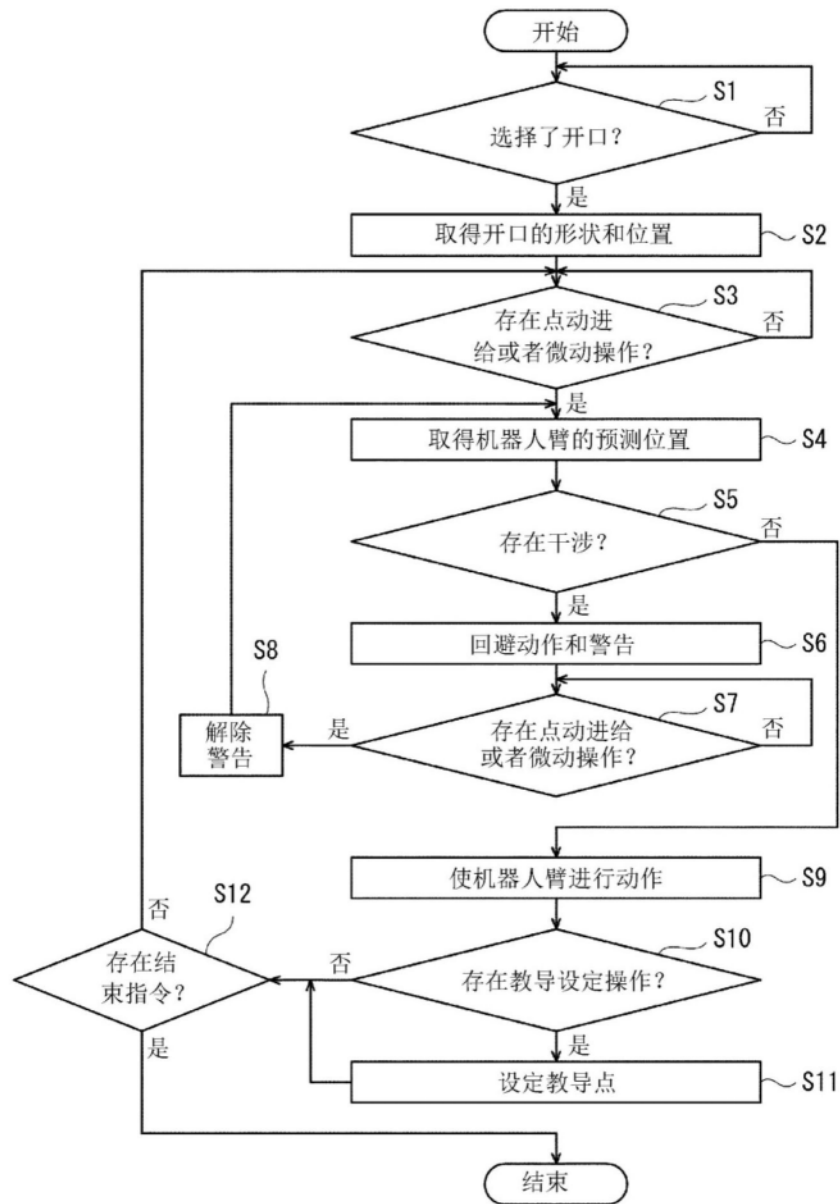 开始
S1
选择了开口？
否
是
取得开口的形状和位置
S2
S3
存在点动进
给或者微动操作？
否
是
取得机器人臂的预测位置
S4
S5
存在干涉？
否
是
回避动作和警告
S6
S8
S7
解除
警告
是
存在点动进给
或者微动操作？
否
使机器人臂进行动作
S9
否
S12
S10
存在结
束指令？
否
存在教导设定操作？
是
是
设定教导点
S11
结束